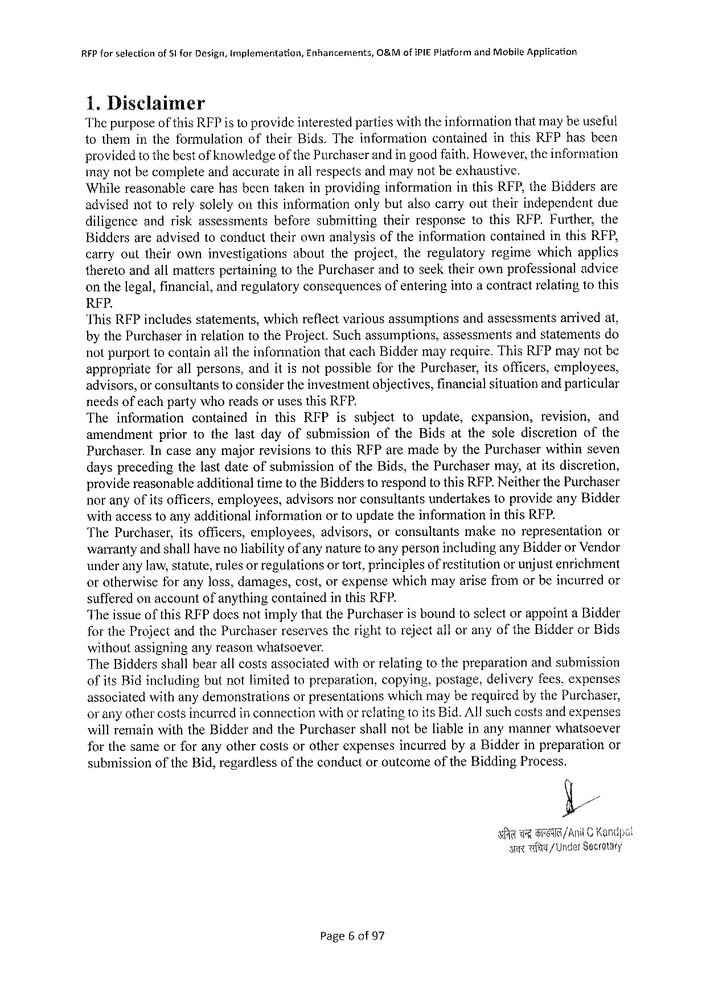 RFP for selection of SI for Design, Implementation, Enhancements, O&M of iPIE Platform and Mobile Application
1. Disclaimer
The purpose of this RFP is to provide interested parties with the information that may be useful
to them in the formulation of their Bids. The information contained in this RFP has been
provided to the best of knowledge of the Purchaser and in good faith. However, the information
may not be complete and accurate in all respects and may not be exhaustive.
While reasonable care has been taken in providing information in this RFP, the Bidders are
advised not to rely solely on this information only but also carry out their independent due
diligence and risk assessments before submitting their response to this RFP. Further, the
Bidders are advised to conduct their own analysis of the information contained in this RFP,
carry out their own investigations about the project, the regulatory regime which applies
thereto and all matters pertaining to the Purchaser and to seek their own professional advice
on the legal, financial, and regulatory consequences of entering into a contract relating to this
RFP.
This RFP includes statements, which reflect various assumptions and assessments arrived at,
by the Purchaser in relation to the Project. Such assumptions, assessments and statements do
not purport to contain all the information that each Bidder may require. This RFP may not be
appropriate for all persons, and it is not possible for the Purchaser, its officers, employees,
advisors, or consultants to consider the investment objectives, financial situation and particular
needs of each party who reads or uses this RFP.
The information contained in this RFP is subject to update, expansion, revision, and
amendment prior to the last day of submission of the Bids at the sole discretion of the
Purchaser. In case any major revisions to this RFP are made by the Purchaser within seven
days preceding the last date of submission of the Bids, the Purchaser may, at its discretion,
provide reasonable additional time to the Bidders to respond to this RFP. Neither the Purchaser
nor any of its officers, employees, advisors nor consultants undertakes to provide any Bidder
with access to any additional information or to update the information in this RFP.
The Purchaser, its officers, employees, advisors, or consultants make no representation or
warranty and shall have no liability of any nature to any person including any Bidder or Vendor
under any law, statute, rules or regulations or tort, principles of restitution or unjust enrichment
or otherwise for any loss, damages, cost, or expense which may arise from or be incurred or
suffered on account of anything contained in this RFP.
The issue of this RFP does not imply that the Purchaser is bound to select or appoint a Bidder
for the Project and the Purchaser reserves the right to reject all or any of the Bidder or Bids
without assigning any reason whatsoever.
The Bidders shall bear all costs associated with or relating to the preparation and submission
of its Bid including but not limited to preparation, copying, postage, delivery fees, expenses
associated with any demonstrations or presentations which may be required by the Purchaser,
or any other costs incurred in connection with or relating to its Bid. All such costs and expenses
will remain with the Bidder and the Purchaser shall not be liable in any manner whatsoever
for the same or for any other costs or other expenses incurred by a Bidder in preparation or
submission of the Bid, regardless of the conduct or outcome of the Bidding Process.
अनिल चन्द्र काण्डपाल/Anil C Kandpal
अवर सचिव/Under Secretary
Page 6 of 97